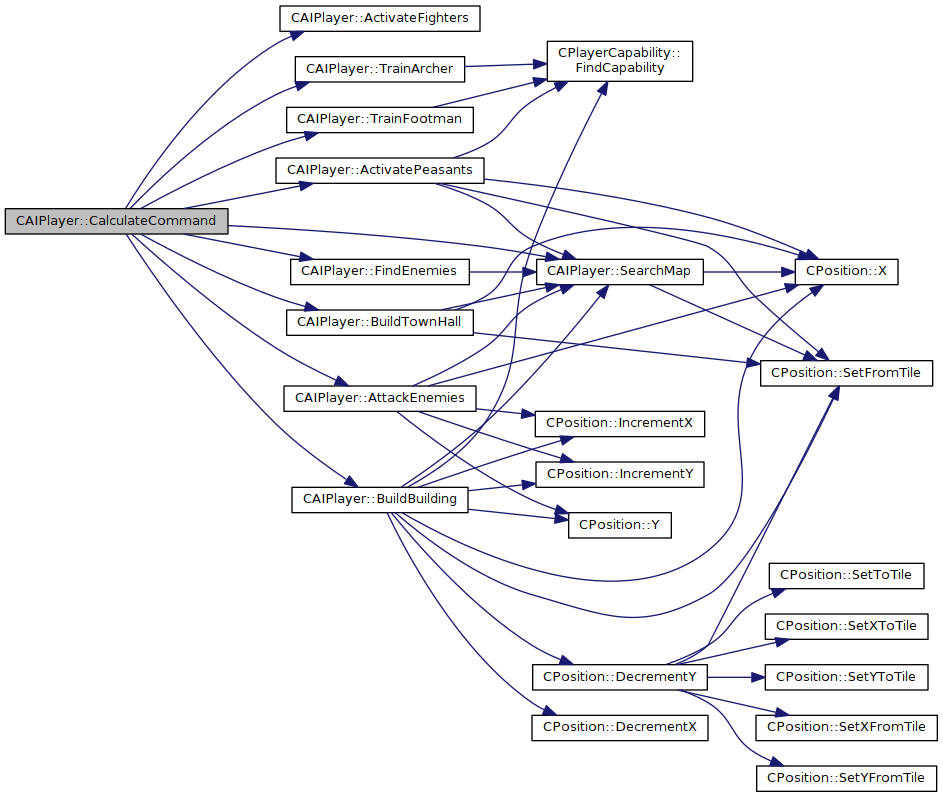 CAIPlayer::ActivateFighters
CPlayerCapability::
FindCapability
CAIPlayer::TrainArcher
CAIPlayer::TrainFootman
CAIPlayer::ActivatePeasants
CAIPlayer::CalculateCommand
CAIPlayer::FindEnemies
CAIPlayer::SearchMap
CPosition::X
CAIPlayer::BuildTownHall
CPosition::SetFromTile
CAIPlayer::AttackEnemies
CPosition::IncrementX
CPosition::IncrementY
CAIPlayer::BuildBuilding
CPosition::Y
CPosition::SetToTile
CPosition::SetXToTile
CPosition::DecrementY
CPosition::SetYToTile
CPosition::DecrementX
CPosition::SetXFromTile
CPosition::SetYFromTile